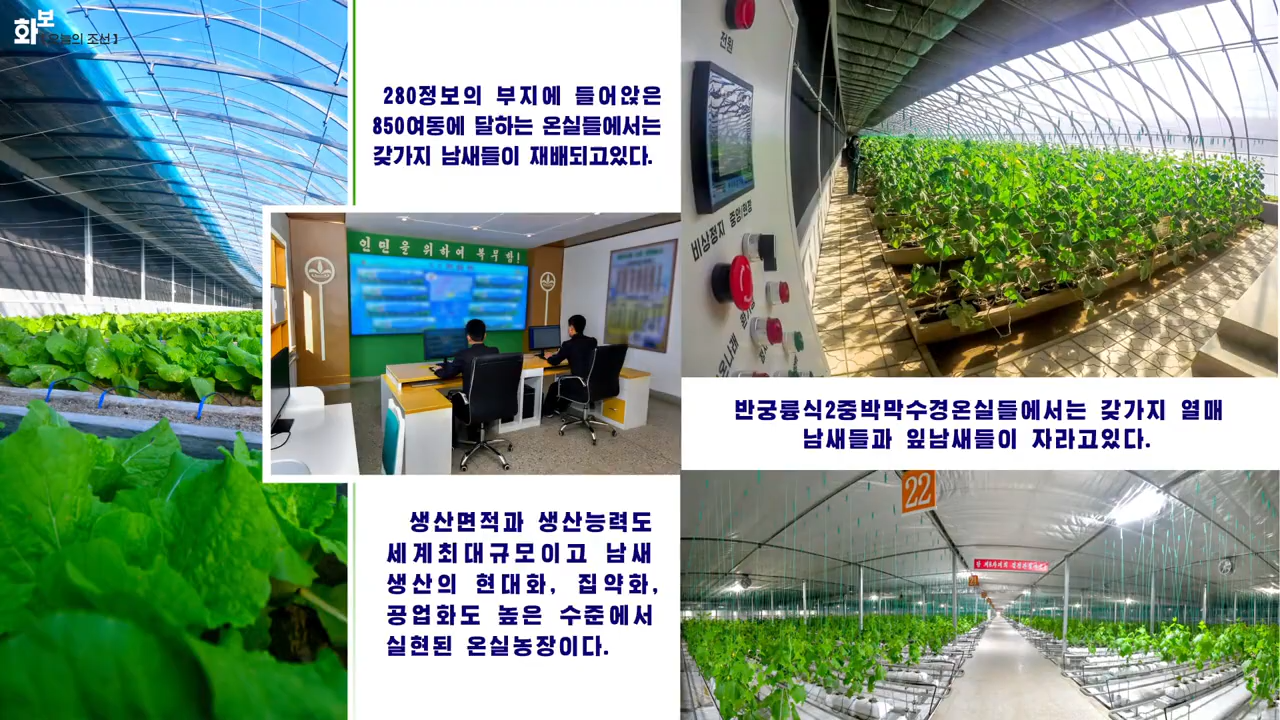 화보
오늘의 조선
280정보의 부지에 들어앉은
850여동에 달하는 온실들에서는
갖가지 남새들이 재배되고있다.
인민을 위하여 복무함!
생산면적과 생산능력도
세계최대규모이고 남새
생산의 현대화, 집약화,
공업화도 높은 수준에서
실현된 온실농장이다.
전원
비상정지 중앙/현장
반궁륭식2중박막수경온실들에서는 갖가지 열매
남새들과 잎남새들이 자라고있다.
22